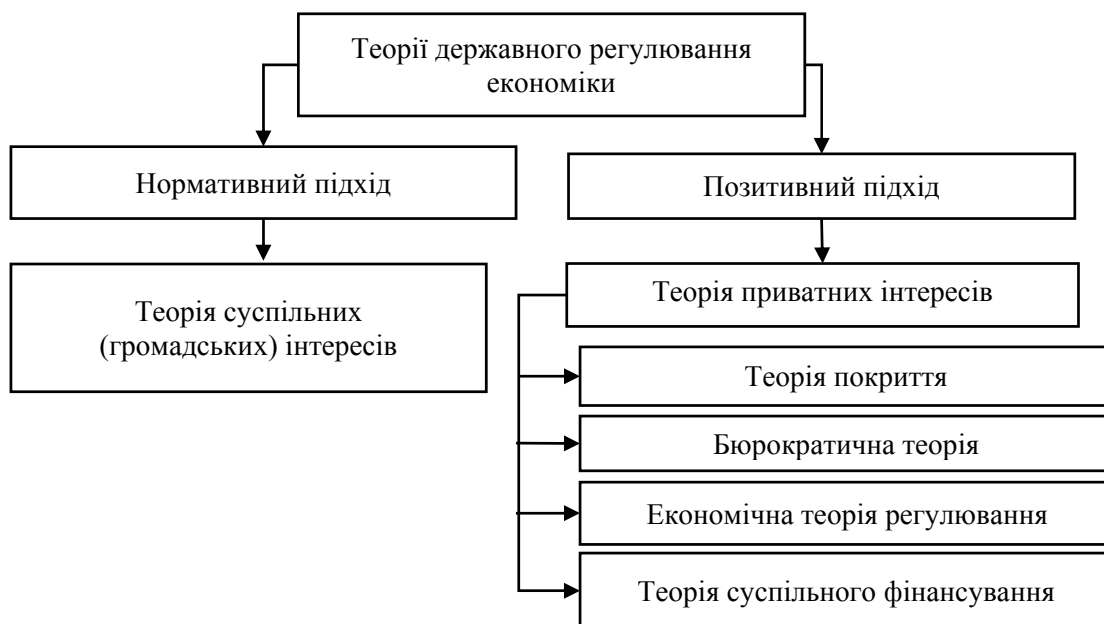 Теорії державного регулювання
економіки
Нормативний підхід
Позитивний підхід
Теорія суспільних
(громадських) інтересів
Теорія приватних інтересів
Теорія покриття
Бюрократична теорія
Економічна теорія регулювання
Теорія суспільного фінансування